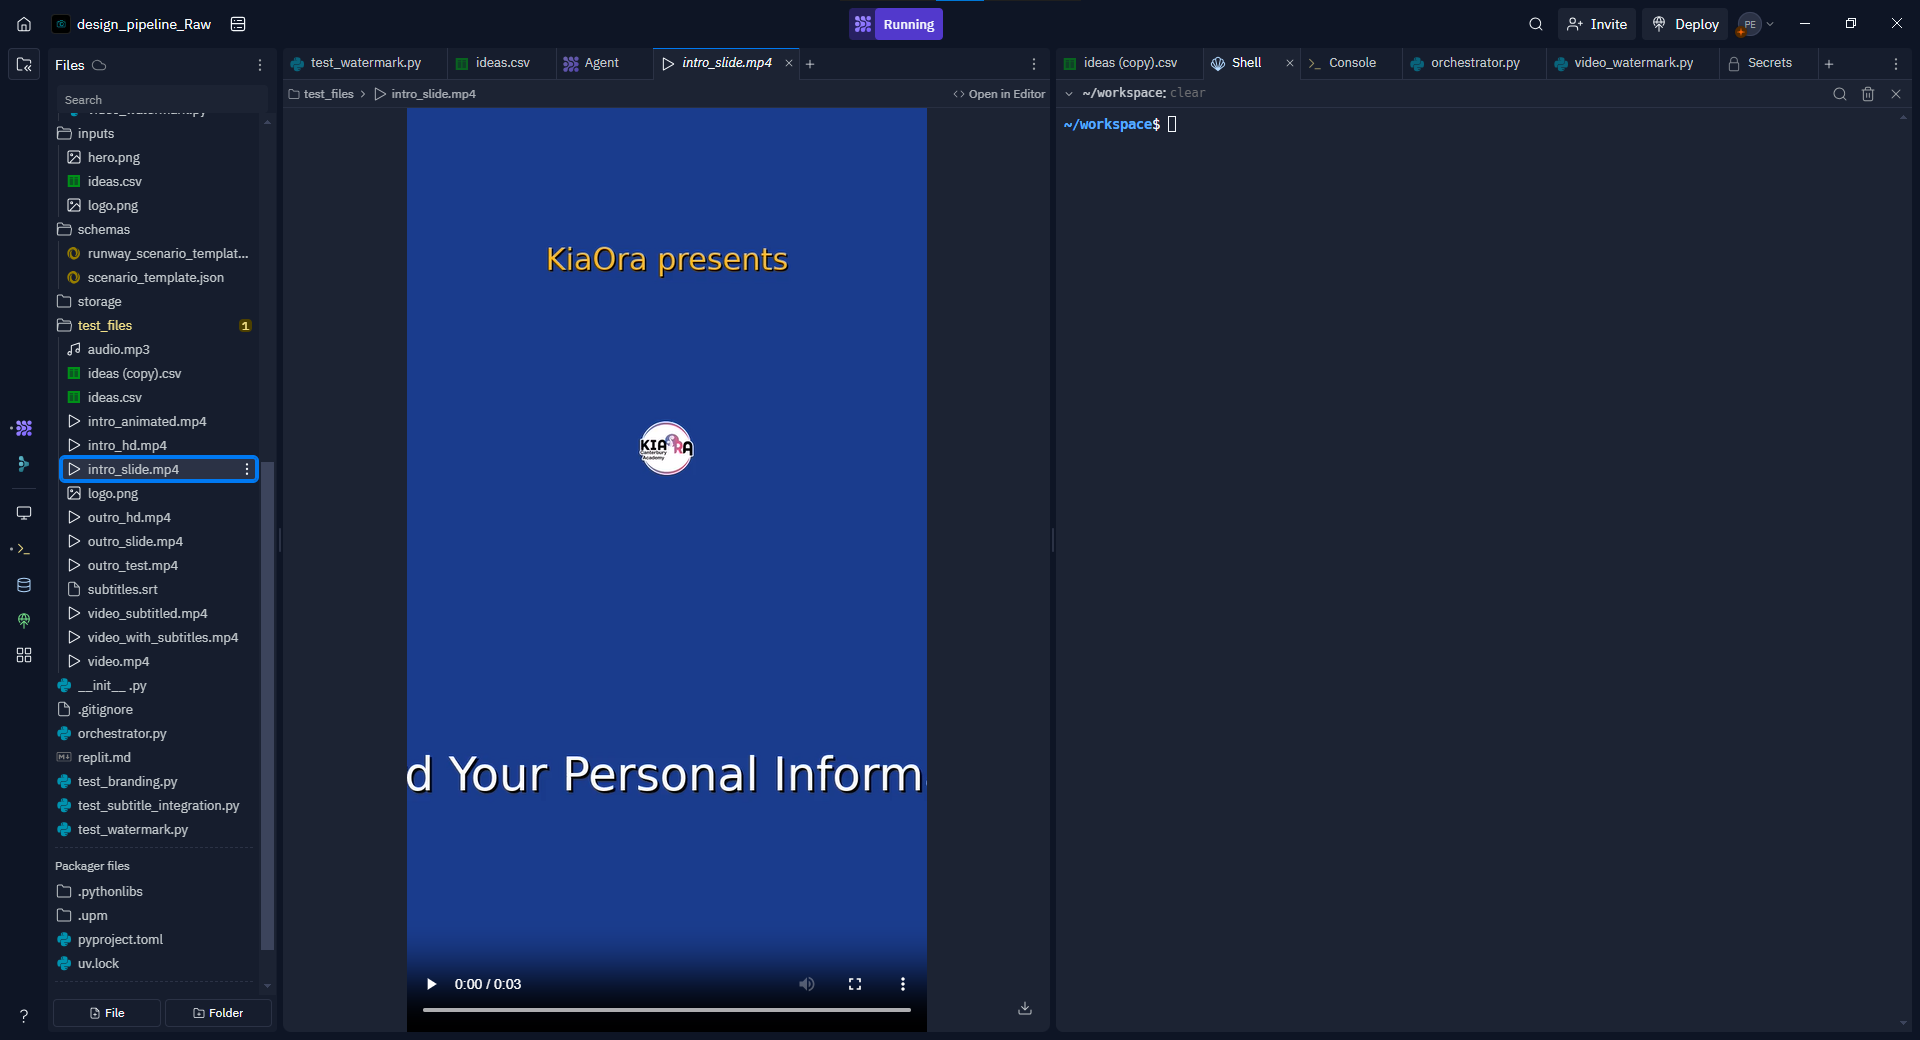 design_pipeline_Raw
Running
Invite
Deploy
PE
Files
Search
inputs
hero.png
ideas.csv
logo.png
schemas
runway_scenario_templat...
scenario_template.json
storage
test_files
1
audio.mp3
ideas (copy).csv
ideas.csv
intro_animated.mp4
intro_hd.mp4
intro_slide.mp4
logo.png
outro_hd.mp4
outro_slide.mp4
outro_test.mp4
subtitles.srt
video_subtitled.mp4
video_with_subtitles.mp4
video.mp4
__init__ .py
.gitignore
orchestrator.py
replit.md
test_branding.py
test_subtitle_integration.py
test_watermark.py
Packager files
.pythonlibs
.upm
pyproject.toml
uv.lock
File
Folder
test_watermark.py
ideas.csv
Agent
intro_slide.mp4
test_files > intro_slide.mp4
<> Open in Editor
KiaOra presents
KIAORA
Canterbury
Academy
d Your Personal Inform
0:00 / 0:03
ideas (copy).csv
Shell
Console
orchestrator.py
video_watermark.py
Secrets
~/workspace: clear
~/workspace$